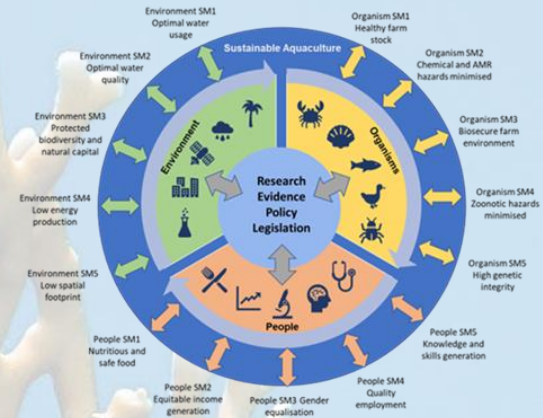 Sustainable Aquaculture
Environment SM1
Optimal water
usage
Environment SM2
Optimal water
quality
Environment SM3
Protected
biodiversity and
natural capital
Environment SM4
Low energy
production
Environment SM5
Low spatial
footprint
Organism SM1
Healthy farm
stock
Organism SM2
Chemical and AMR
hazards minimised
Organism SM3
Biosecure farm
environment
Organism SM4
Zoonotic hazards
minimised
Organism SM5
High genetic
integrity
People SM1
Nutritious and
safe food
People SM2
Equitable income
generation
People SM3 Gender
equalisation
People SM4
Quality
employment
People SM5
Knowledge and
skills generation
Environment
Organisms
People
Research
Evidence
Policy
Legislation